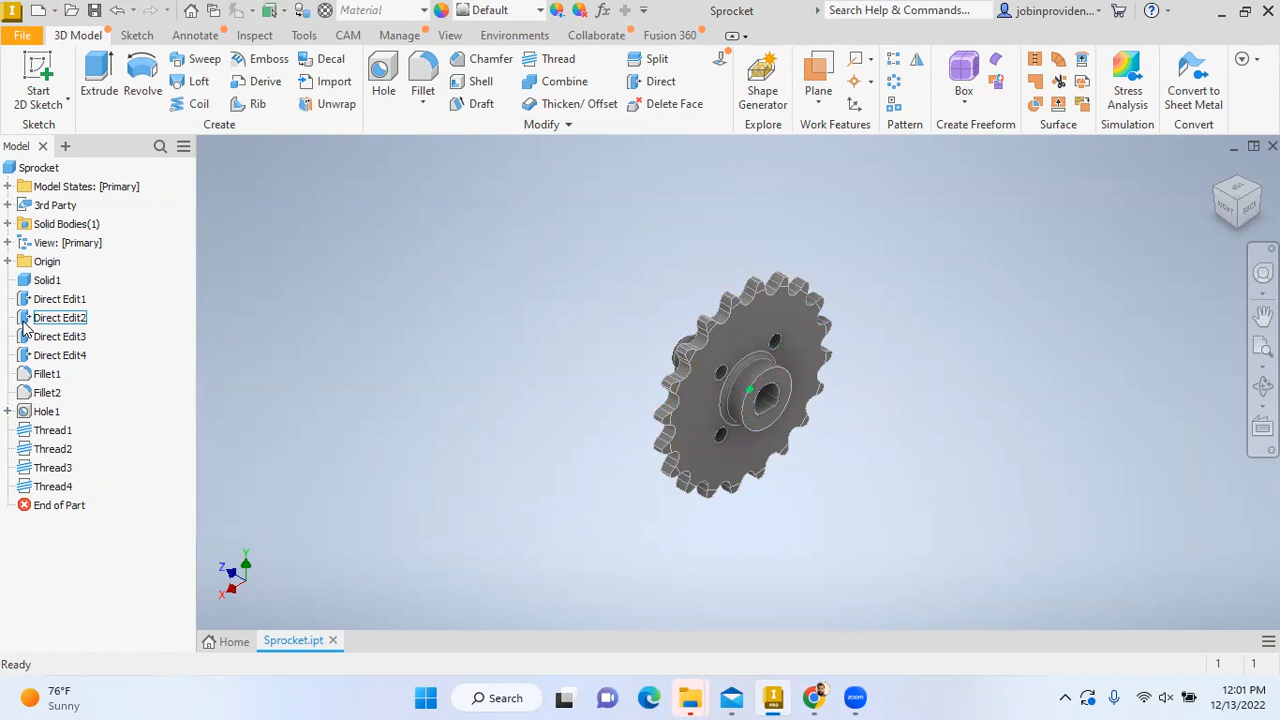 Material
Default
Sprocket
Search Help & Commands...
jobinproviden...
File
3D Model
Sketch
Annotate
Inspect
Tools
CAM
Manage
View
Environments
Collaborate
Fusion 360
Start
2D Sketch
Extrude
Revolve
Sweep
Loft
Coil
Emboss
Derive
Rib
Decal
Import
Unwrap
Hole
Fillet
Chamfer
Shell
Draft
Thread
Combine
Thicken/ Offset
Split
Direct
Delete Face
Shape
Generator
Plane
Box
Stress
Analysis
Convert to
Sheet Metal
Sketch
Create
Modify
Explore
Work Features
Pattern
Create Freeform
Surface
Simulation
Convert
Model
Sprocket
Model States: [Primary]
3rd Party
Solid Bodies(1)
View: [Primary]
Origin
Solid1
Direct Edit1
Direct Edit2
Direct Edit3
Direct Edit4
Fillet1
Fillet2
Hole1
Thread1
Thread2
Thread3
Thread4
End of Part
RIGHT
BACK
Y
Z
X
Home
Sprocket.ipt
Ready
1
1
76°F
Sunny
Search
PRO
12:01 PM
12/13/2022